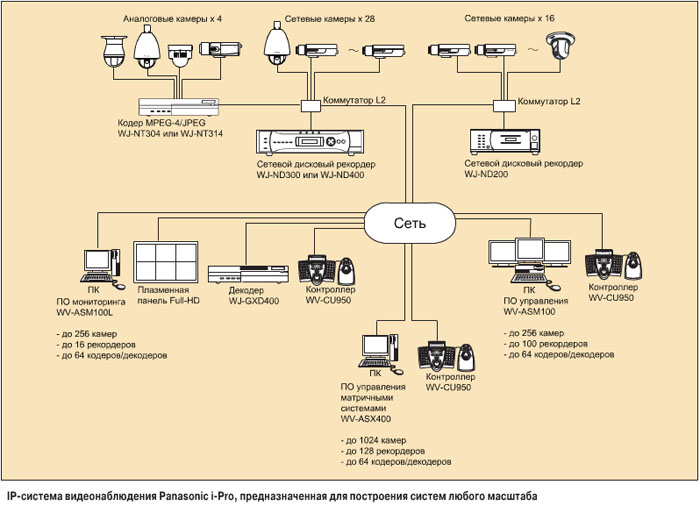 Аналоговые камеры x 4
Сетевые камеры x 28
Сетевые камеры x 16
Коммутатор L2
Коммутатор L2
Кодер MPEG-4/JPEG
WJ-NT304 или WJ-NT314
Сетевой дисковый рекордер
WJ-ND300 или WJ-ND400
Сетевой дисковый рекордер
WJ-ND200
Сеть
ПК
ПО мониторинга
WV-ASM100L
- до 256 камер
- до 16 рекордеров
- до 64 кодеров/декодеров
Плазменная
панель Full-HD
Декодер
WJ-GXD400
Контроллер
WV-CU950
ПК
ПО управления
WV-ASM100
- до 256 камер
- до 100 рекордеров
- до 64 кодеров/декодеров
Контроллер
WV-CU950
ПК
ПО управления
матричными
системами
WV-ASX400
- до 1024 камер
- до 128 рекордеров
- до 64 кодеров/декодеров
Контроллер
WV-CU950
IP-система видеонаблюдения Panasonic i-Pro, предназначенная для построения систем любого масштаба